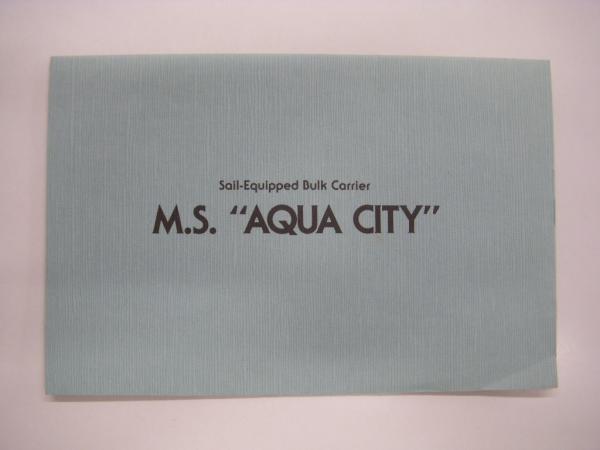 Sail-Equipped Bulk Carrier
M.S. “AQUA CITY”